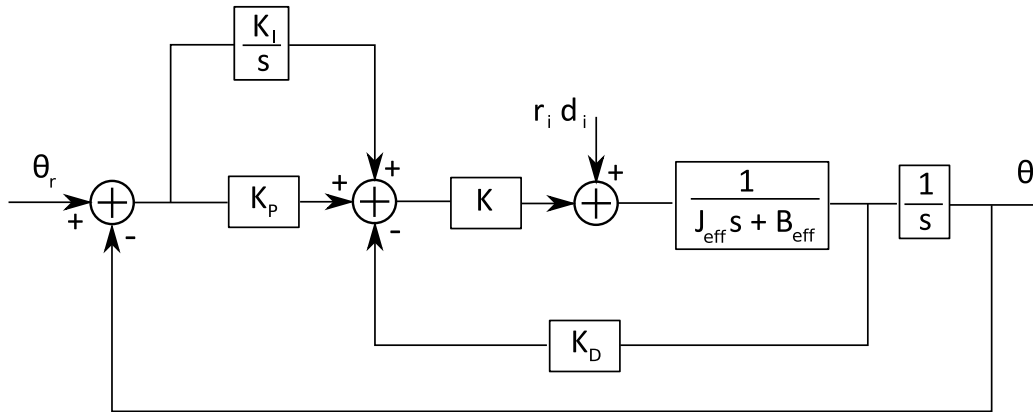 K_I
s
r_i d_i
θ_r
+
+
+
1
1
θ
+
K_P
+
K
+
J_eff s + B_eff
s
+
+
-
-
K_D